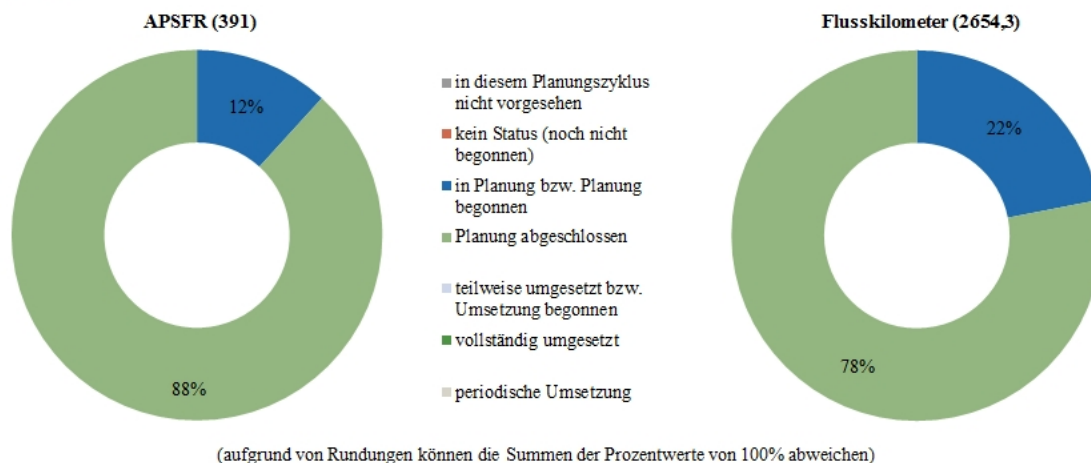 APSFR (391)
12%
88%
in diesem Planungszyklus
nicht vorgesehen
kein Status (noch nicht
begonnen)
in Planung bzw. Planung
begonnen
Planung abgeschlossen
teilweise umgesetzt bzw.
Umsetzung begonnen
vollständig umgesetzt
periodische Umsetzung
Flusskilometer (2654,3)
22%
78%
(aufgrund von Rundungen können die Summen der Prozentwerte von 100% abweichen)